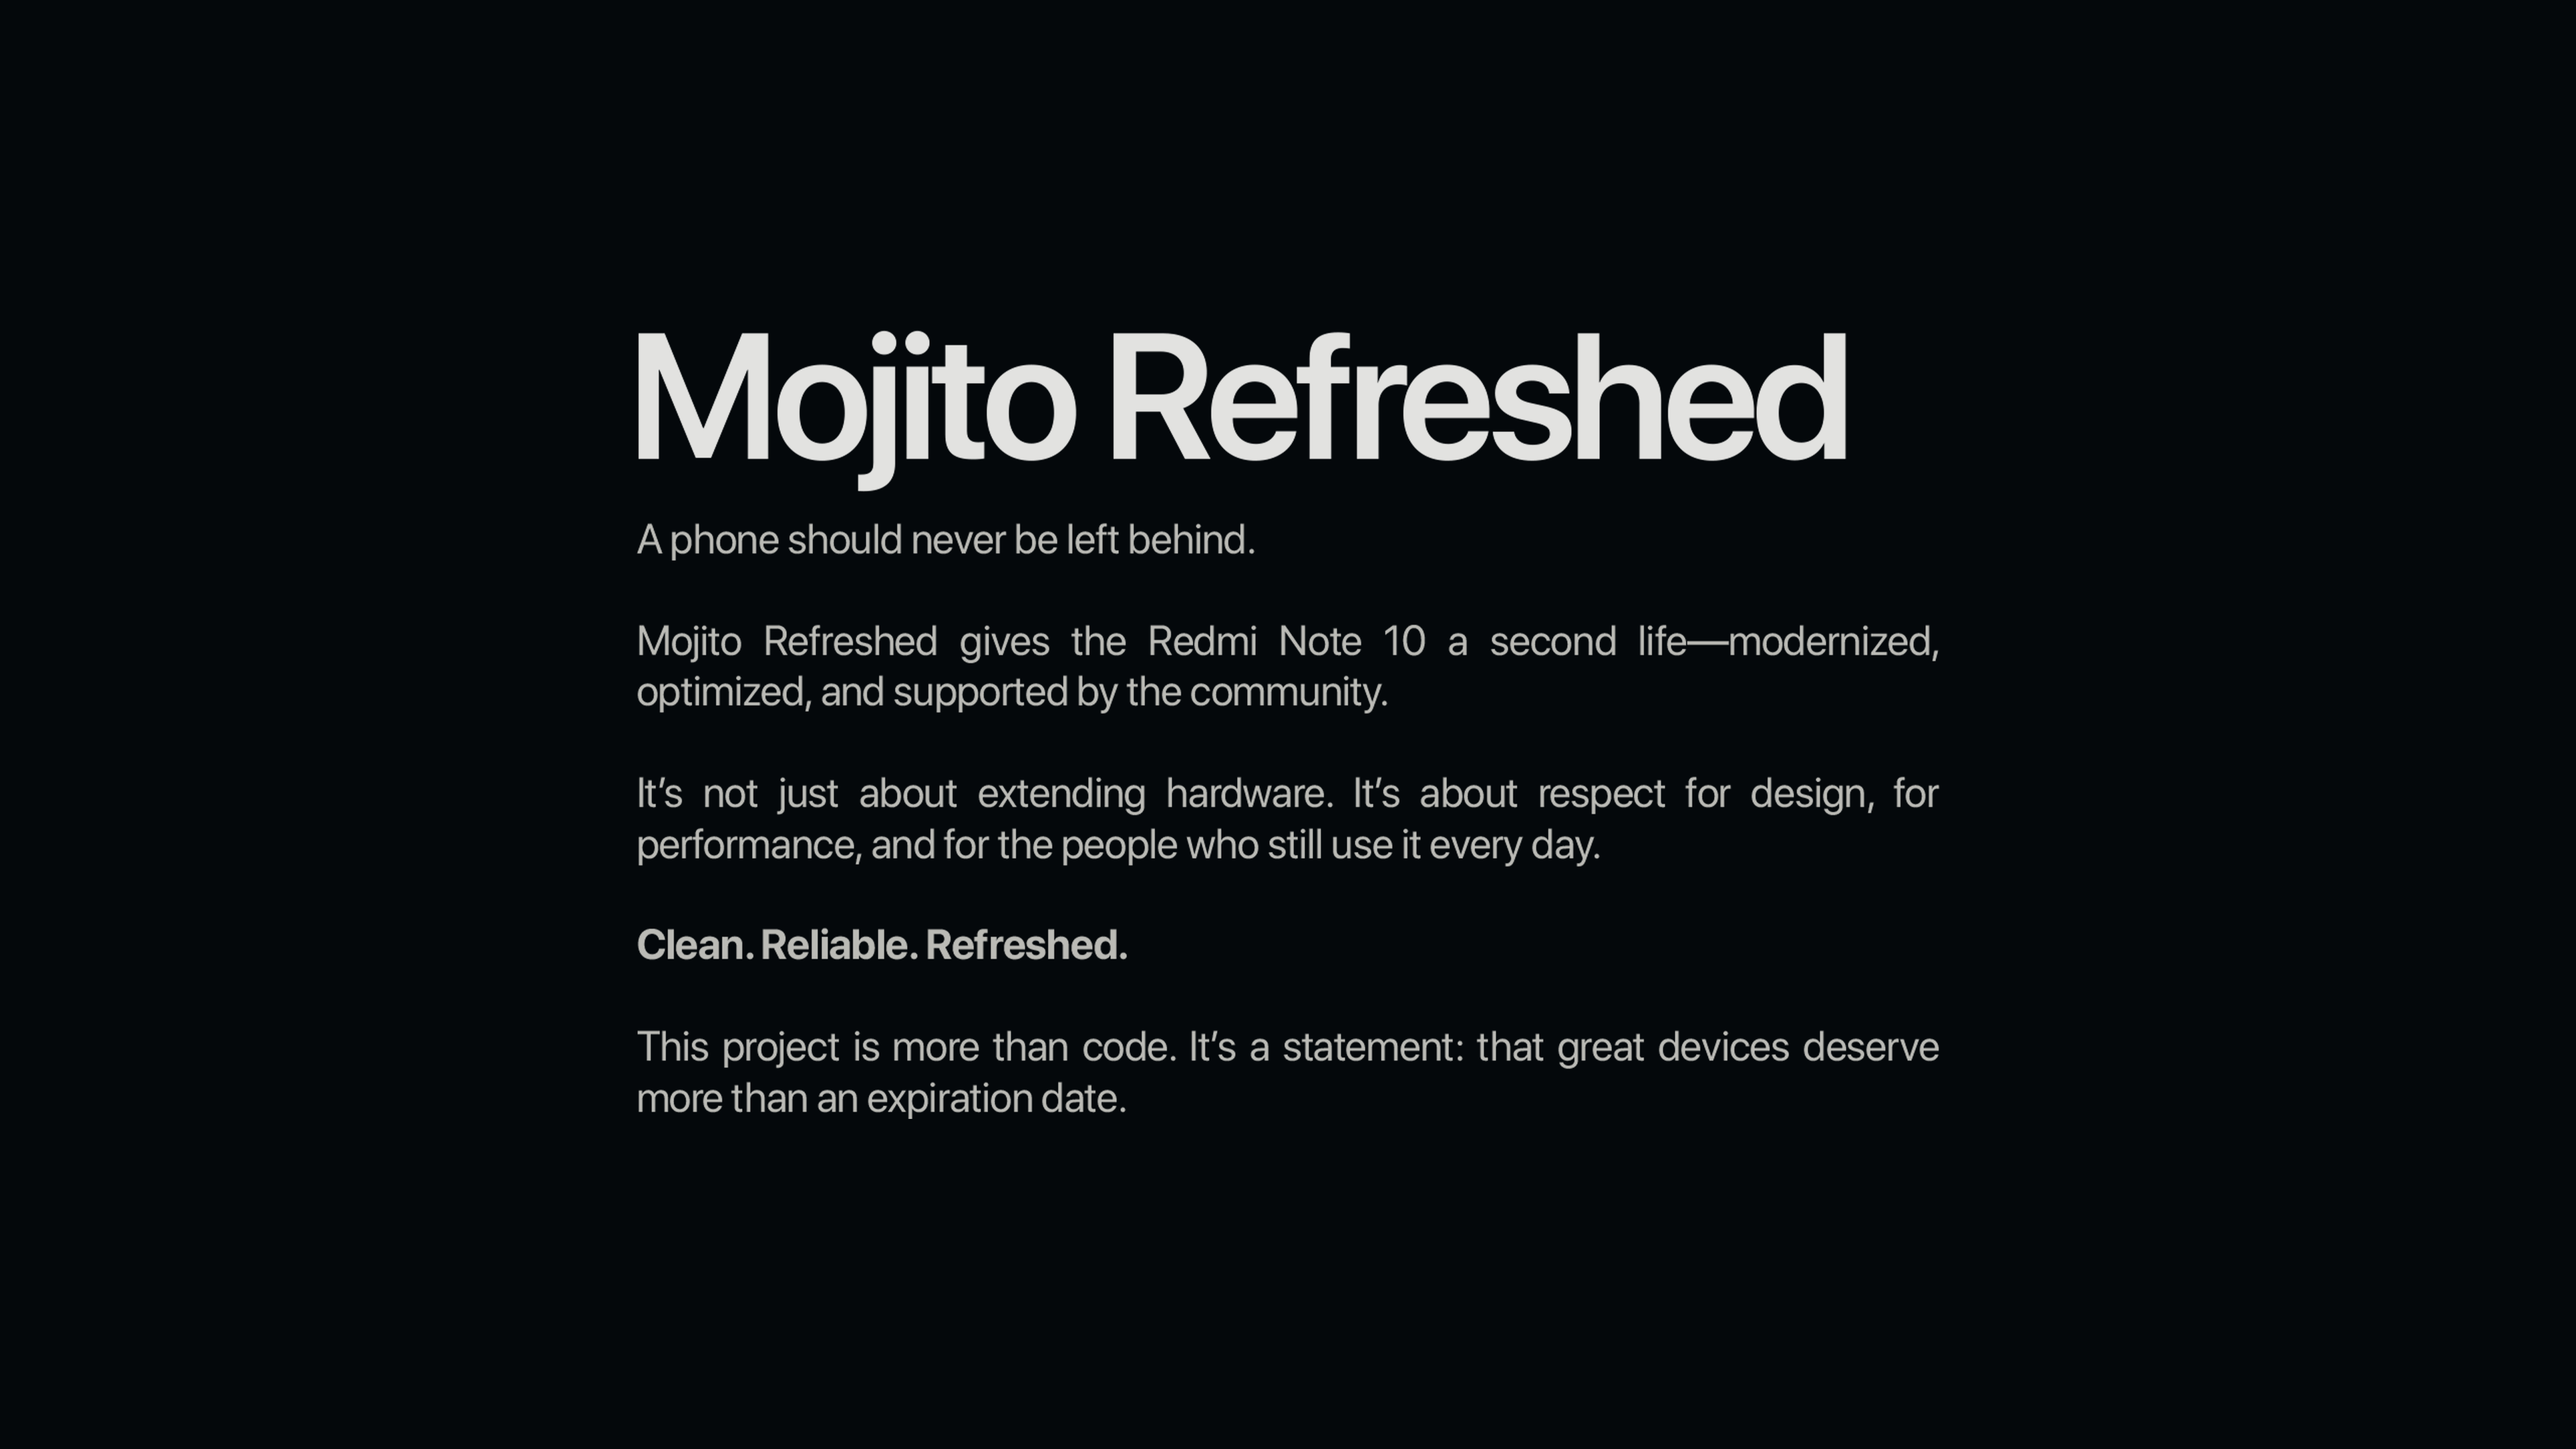 Mojito Refreshed
A phone should never be left behind.
Mojito Refreshed gives the Redmi Note 10 a second life—modernized,
optimized, and supported by the community.
It’s not just about extending hardware. It’s about respect for design, for
performance, and for the people who still use it every day.
Clean. Reliable. Refreshed.
This project is more than code. It’s a statement: that great devices deserve
more than an expiration date.